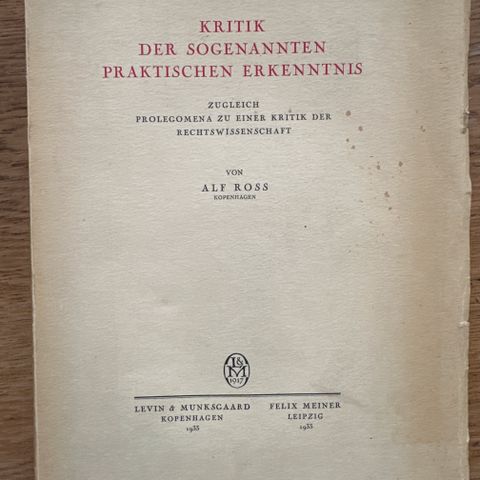 KRITIK
DER SOGENANNTEN
PRAKTISCHEN ERKENNTNIS
ZUGLEICH
PROLEGOMENA ZU EINER KRITIK DER
RECHTSWISSENSCHAFT
VON
ALF ROSS
KOPENHAGEN
L&
M
1917
LEVIN & MUNKSGAARD FELIX MEINER
KOPENHAGEN LEIPZIG
1933 1933